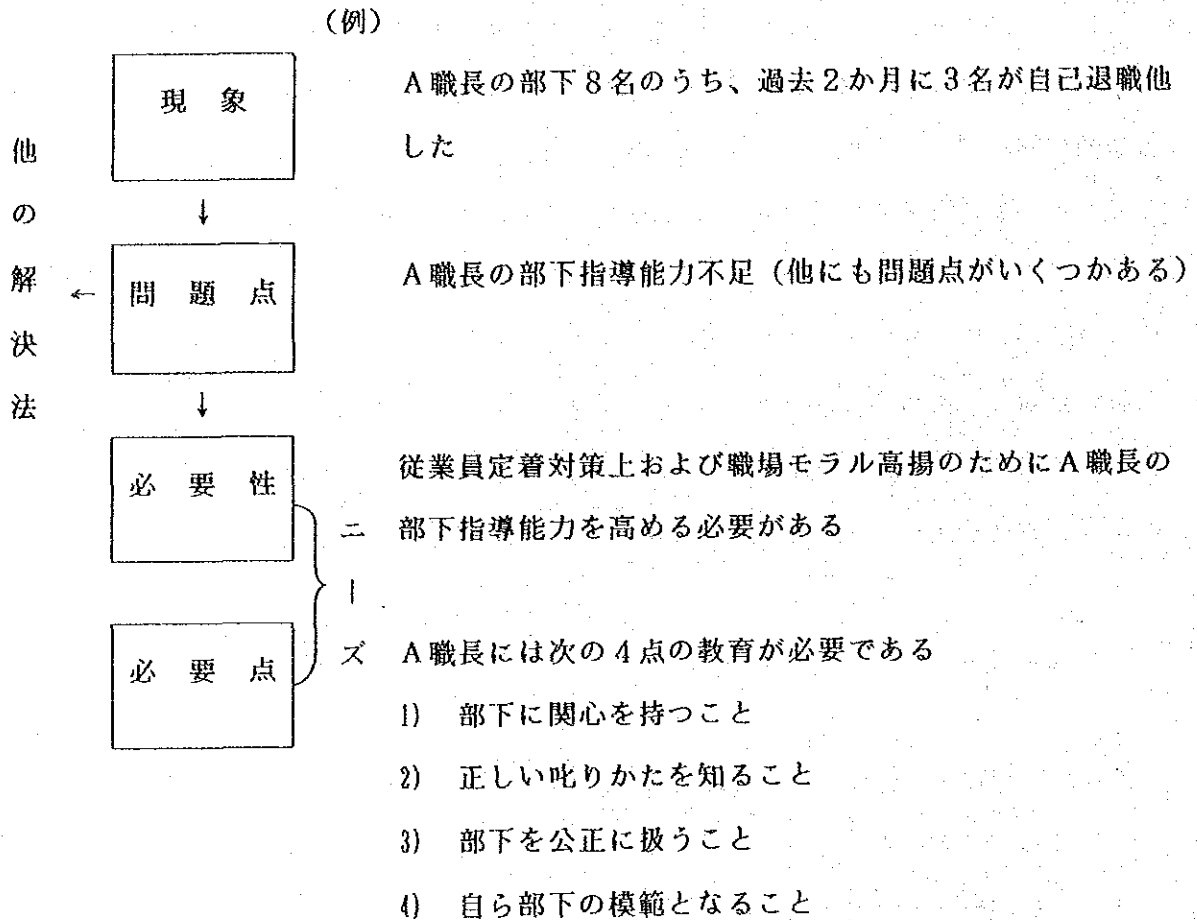 (例)
現象
A職長の部下8名のうち、過去2か月に3名が自己退職他
した
他の解決法
↓
← 問題点
A職長の部下指導能力不足(他にも問題点がいくつかある)
↓
必要性
従業員定着対策上および職場モラル高揚のためにA職長の
部下指導能力を高める必要がある
ニーズ
必要点
A職長には次の4点の教育が必要である
1) 部下に関心を持つこと
2) 正しい叱りかたを知ること
3) 部下を公正に扱うこと
4) 自ら部下の模範となること